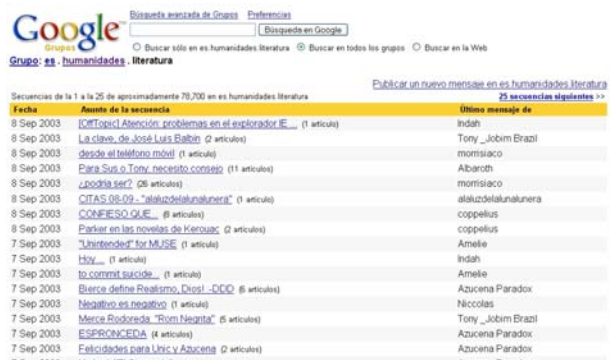 Google™
Grupos
Búsqueda avanzada de Grupos Preferencias
Búsqueda en Google
Buscar sólo en es.humanidades.literatura Buscar en todos los grupos Buscar en la Web
Grupo: es . humanidades . literatura
Publicar un nuevo mensaje en es.humanidades.literatura
Secuencias de la 1 a la 25 de aproximadamente 78,700 en es.humanidades.literatura 25 secuencias siguientes >>
Fecha Asunto de la secuencia Último mensaje de
8 Sep 2003 [OffTopic] Atención: problemas en el explorador IE ... (1 artículo) Indah
8 Sep 2003 La clave, de José Luis Balbín (2 artículos) Tony _Jobim Brazil
8 Sep 2003 desde el teléfono móvil (1 artículo) morrisiaco
8 Sep 2003 Para Sus o Tony: necesito consejo (11 artículos) Albaroth
8 Sep 2003 ¿podría ser? (26 artículos) morrisiaco
8 Sep 2003 CITAS 08-09 - "alaluzdelalunalunera" (1 artículo) alaluzdelalunalunera
8 Sep 2003 CONFIESO QUE... (6 artículos) coppelius
8 Sep 2003 Parker en las novelas de Kerouac (2 artículos) coppelius
7 Sep 2003 "Unintended" for MUSE (1 artículo) Amelie
7 Sep 2003 Hoy ... (1 artículo) Indah
7 Sep 2003 to commit suicide... (1 artículo) Amelie
7 Sep 2003 Bierce define Realismo, Dios! :-DDD (6 artículos) Azucena Paradox
7 Sep 2003 Negativo es negativo (1 artículo) Niccolas
7 Sep 2003 Merce Rodoreda: "Rom Negrita" (5 artículos) Tony _Jobim Brazil
7 Sep 2003 ESPRONCEDA (4 artículos) Azucena Paradox
7 Sep 2003 Felicidades para Unic y Azucena (2 artículos) Azucena Paradox